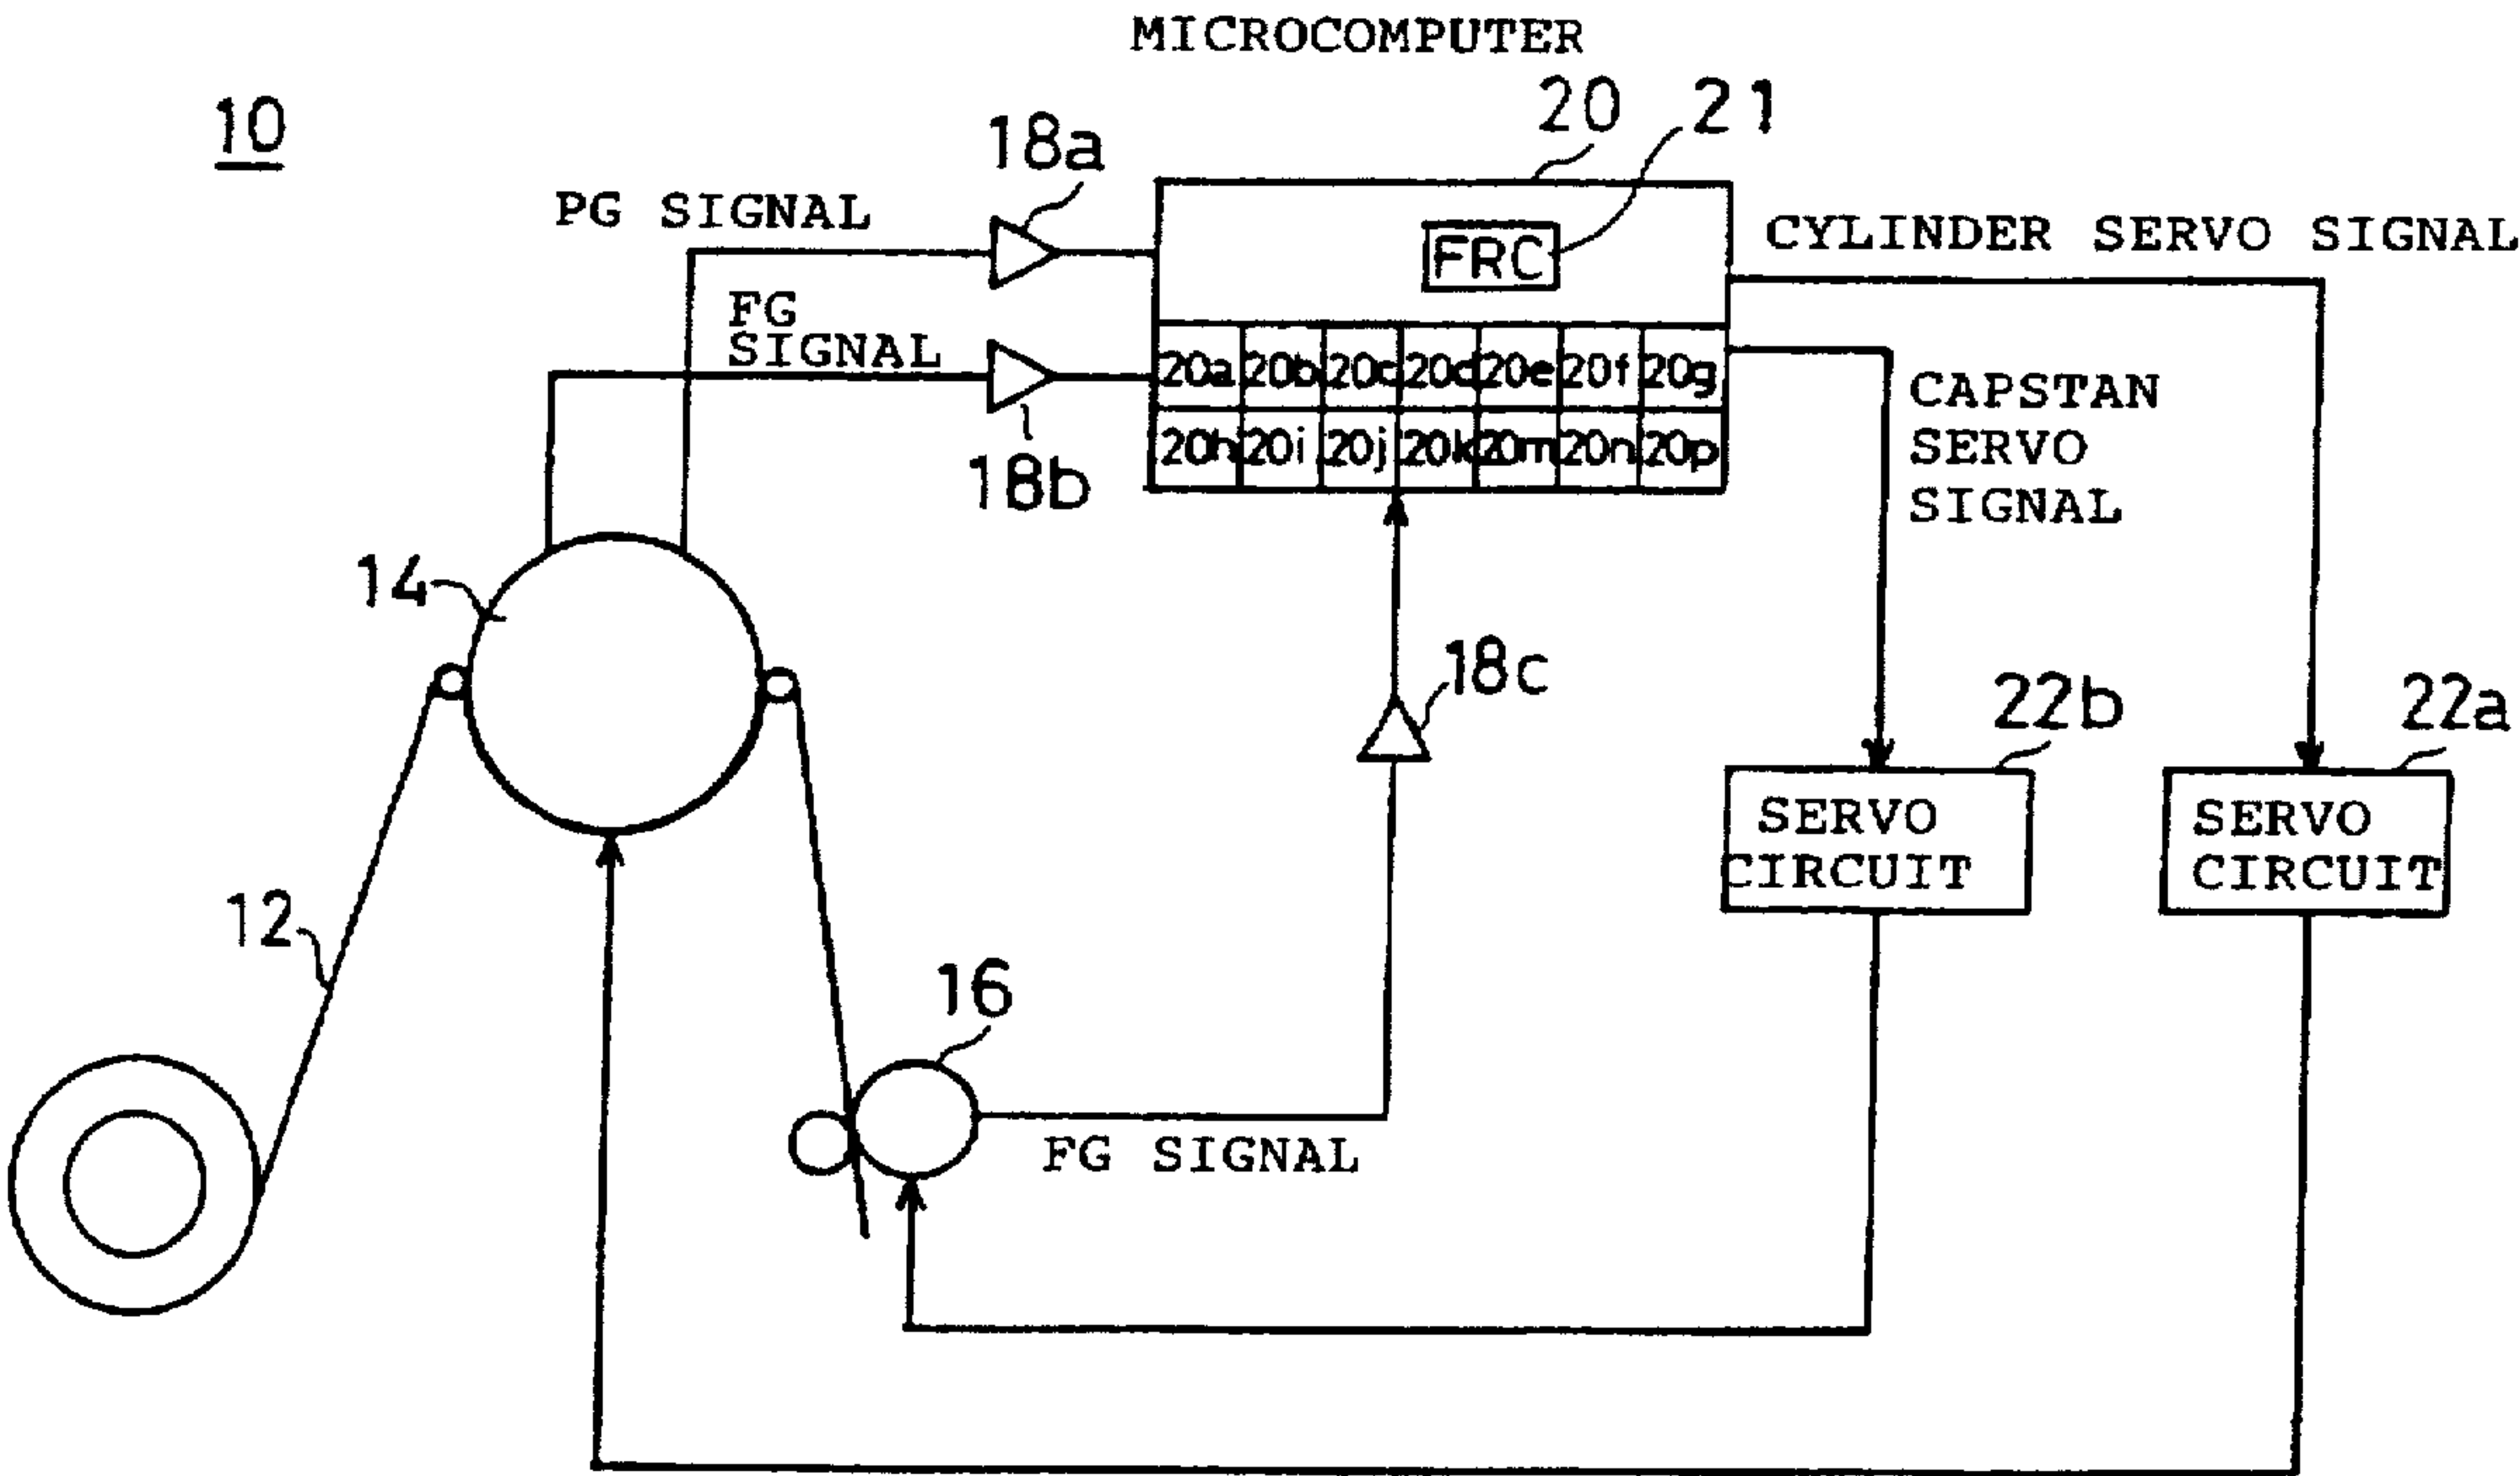 MICROCOMPUTER
10
20
21
18a
PG SIGNAL
FRC
CYLINDER SERVO SIGNAL
FG
SIGNAL
18b
20a 20b 20c 20d 20e 20f 20g
20h 20i 20j 20k 20m 20n 20p
CAPSTAN
SERVO
SIGNAL
14
18c
22b
22a
SERVO
CIRCUIT
SERVO
CIRCUIT
12
16
FG SIGNAL